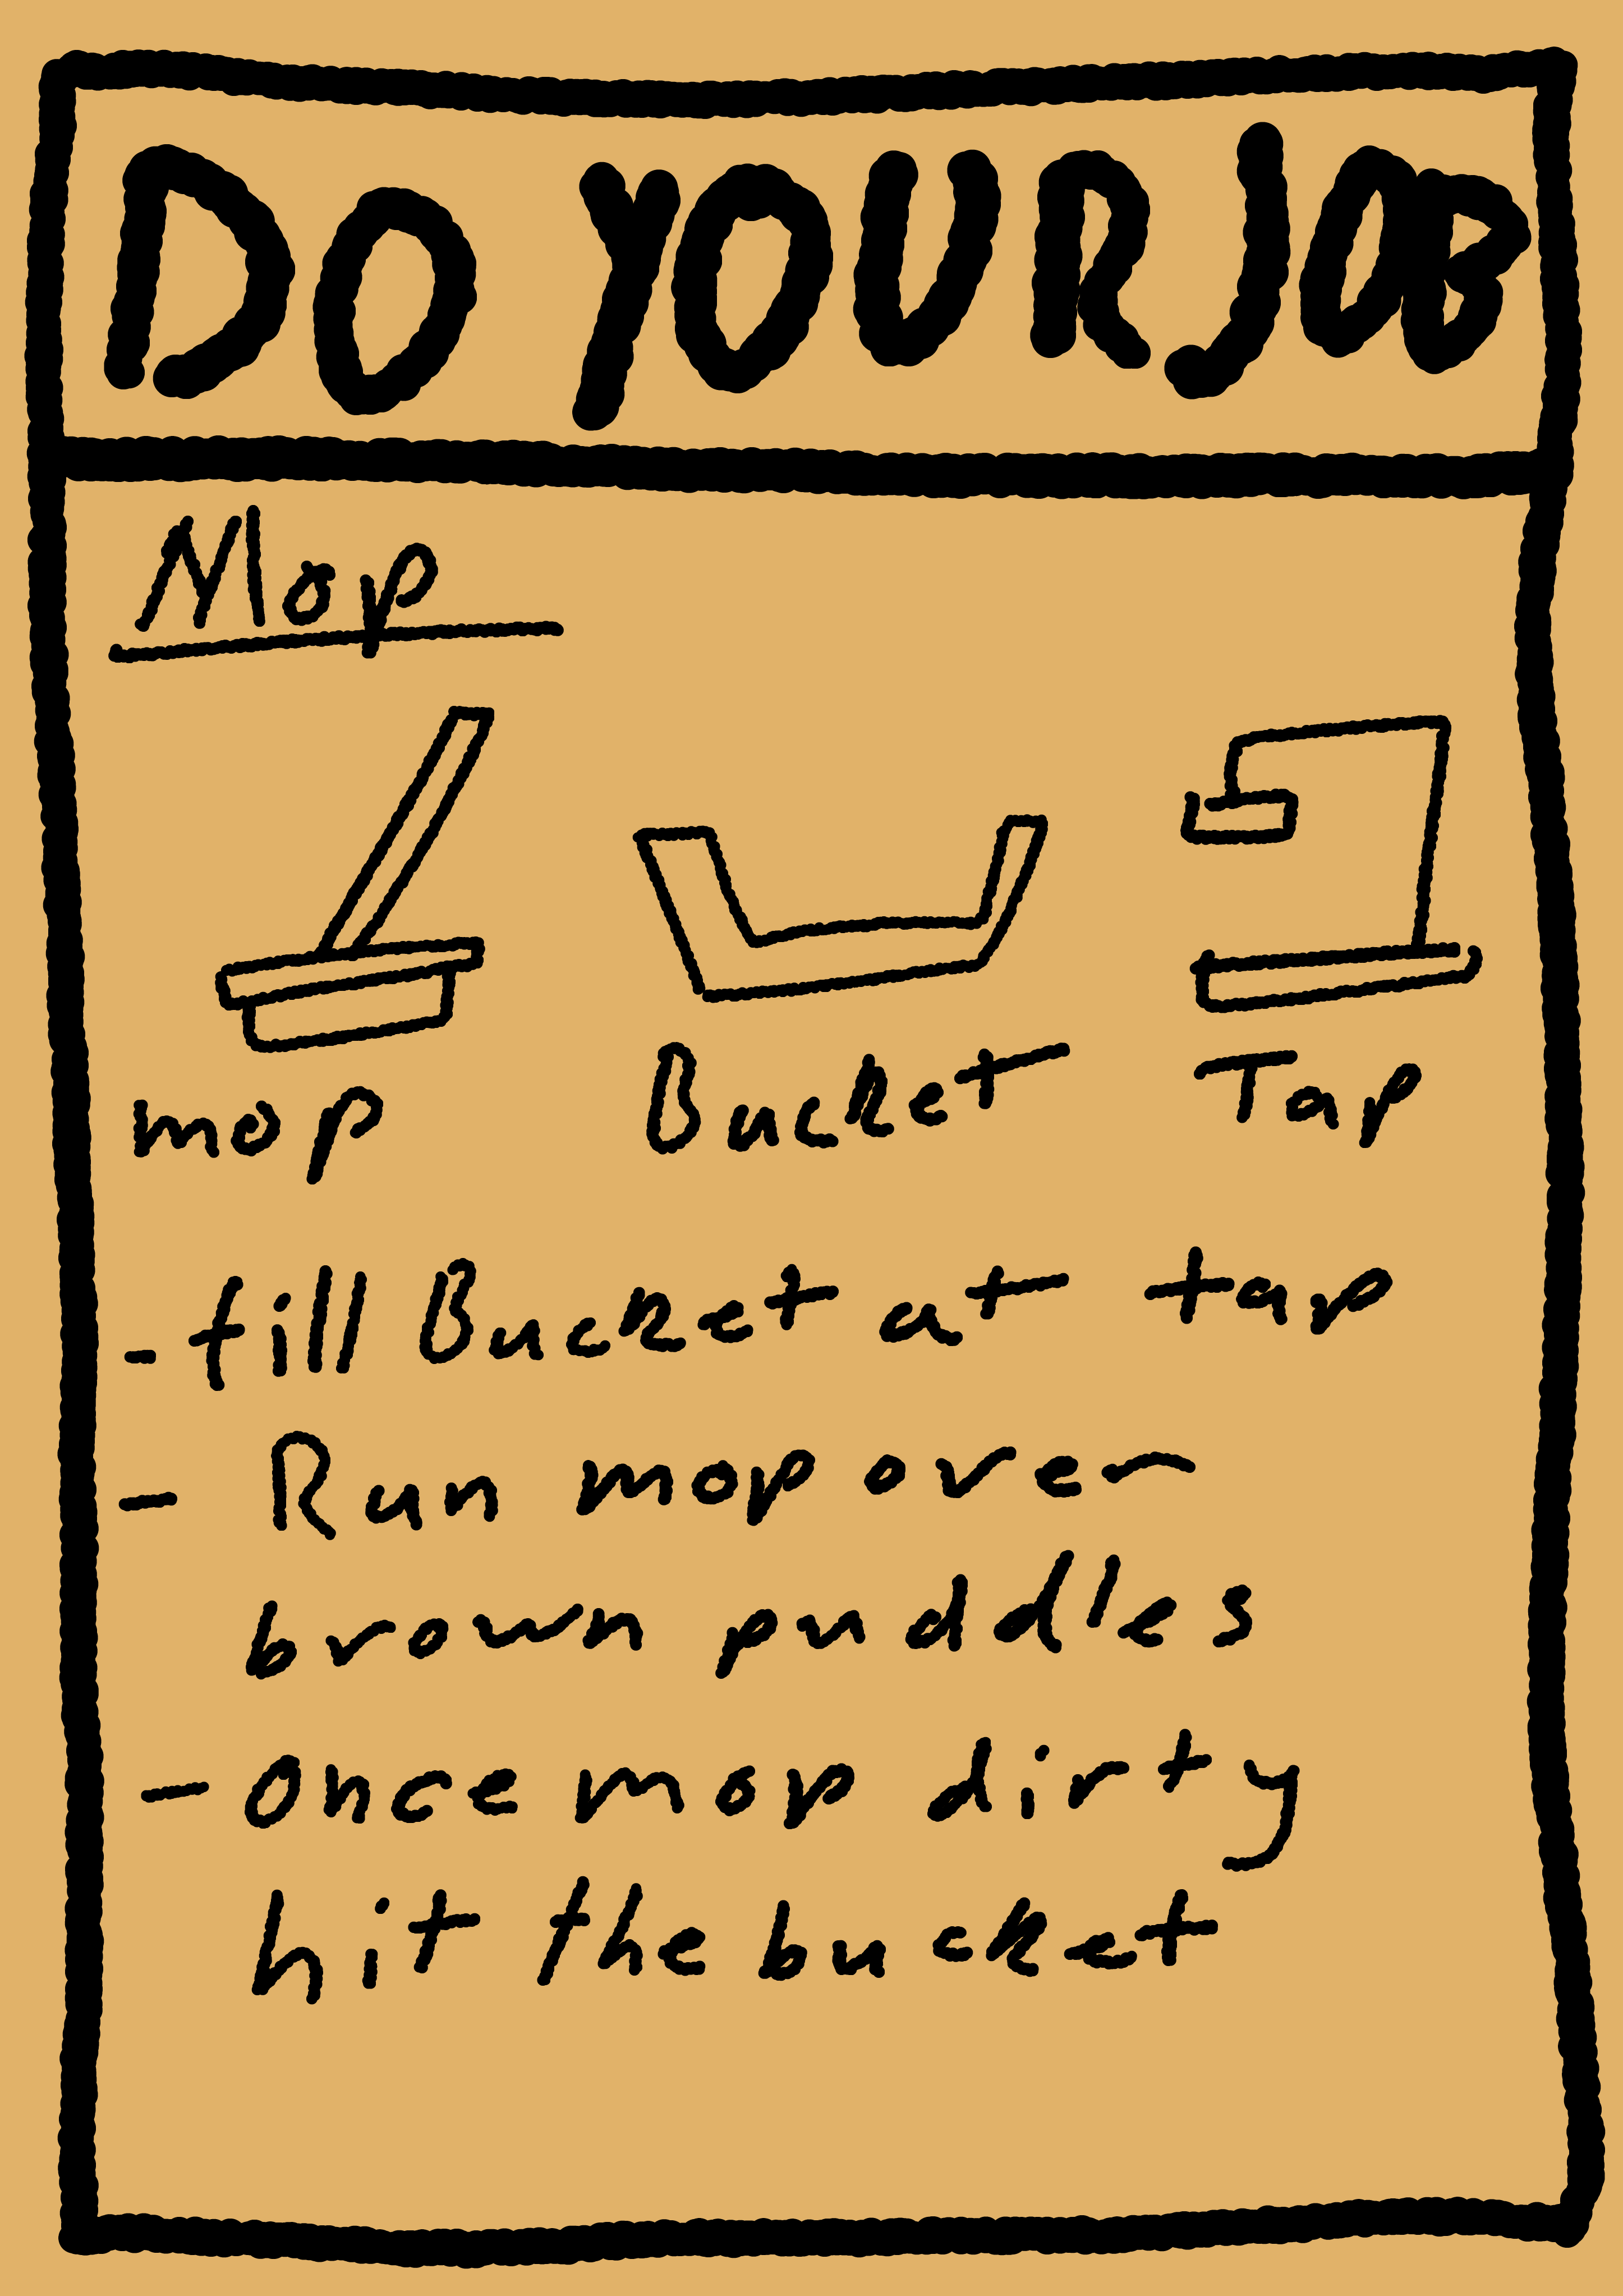 DO YOUR JOB
Mop
mop Bucket Tap
- fill Bucket at tap
- Run mop over
brown puddles
- once mop dirty
hit the bucket